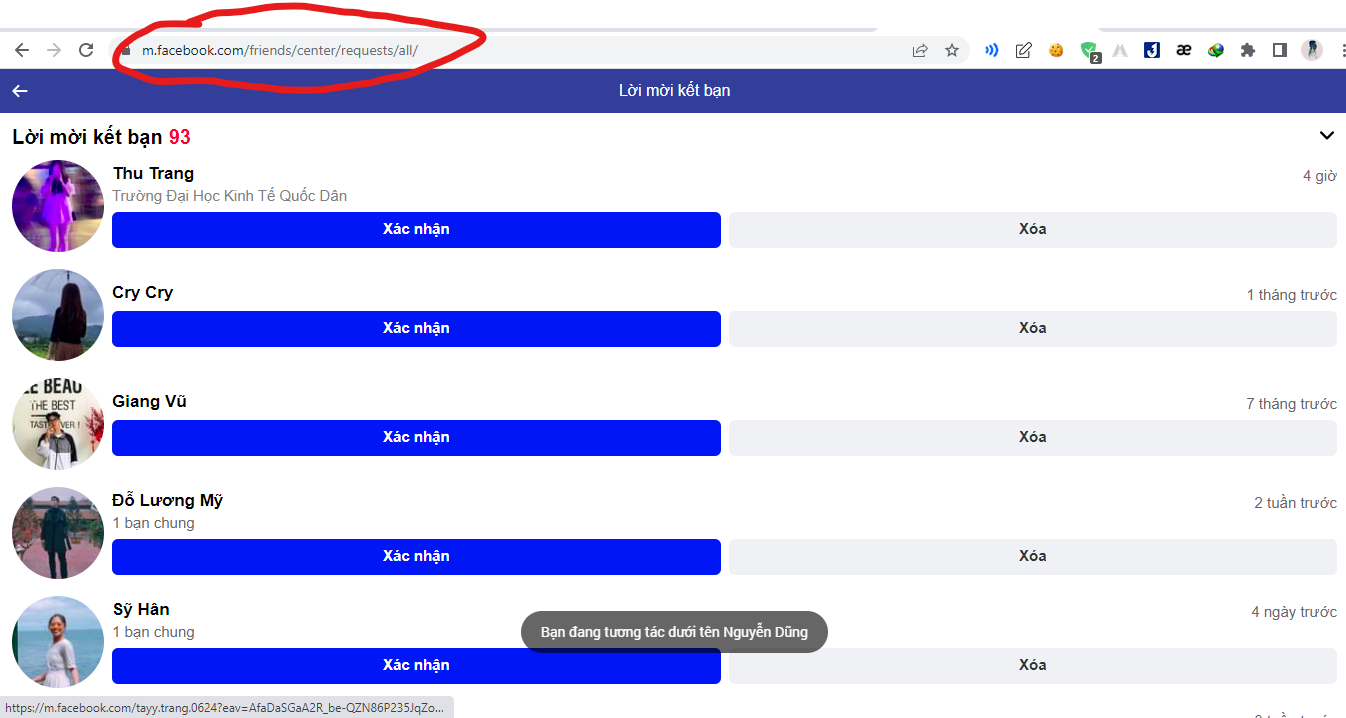 m.facebook.com/friends/center/requests/all/
2
æ
Lời mời kết bạn
Lời mời kết bạn 93
Thu Trang
4 giờ
Trường Đại Học Kinh Tế Quốc Dân
Xác nhận
Xóa
Cry Cry
1 tháng trước
Xác nhận
Xóa
LE BEAU
THE BEST
Giang Vũ
7 tháng trước
Xác nhận
Xóa
Đỗ Lương Mỹ
2 tuần trước
1 bạn chung
Xác nhận
Xóa
Sỹ Hân
4 ngày trước
1 bạn chung
Bạn đang tương tác dưới tên Nguyễn Dũng
Xác nhận
Xóa
https://m.facebook.com/tayy.trang.0624?eav=AfaDaSGaA2R_be-QZN86P235JqZo...